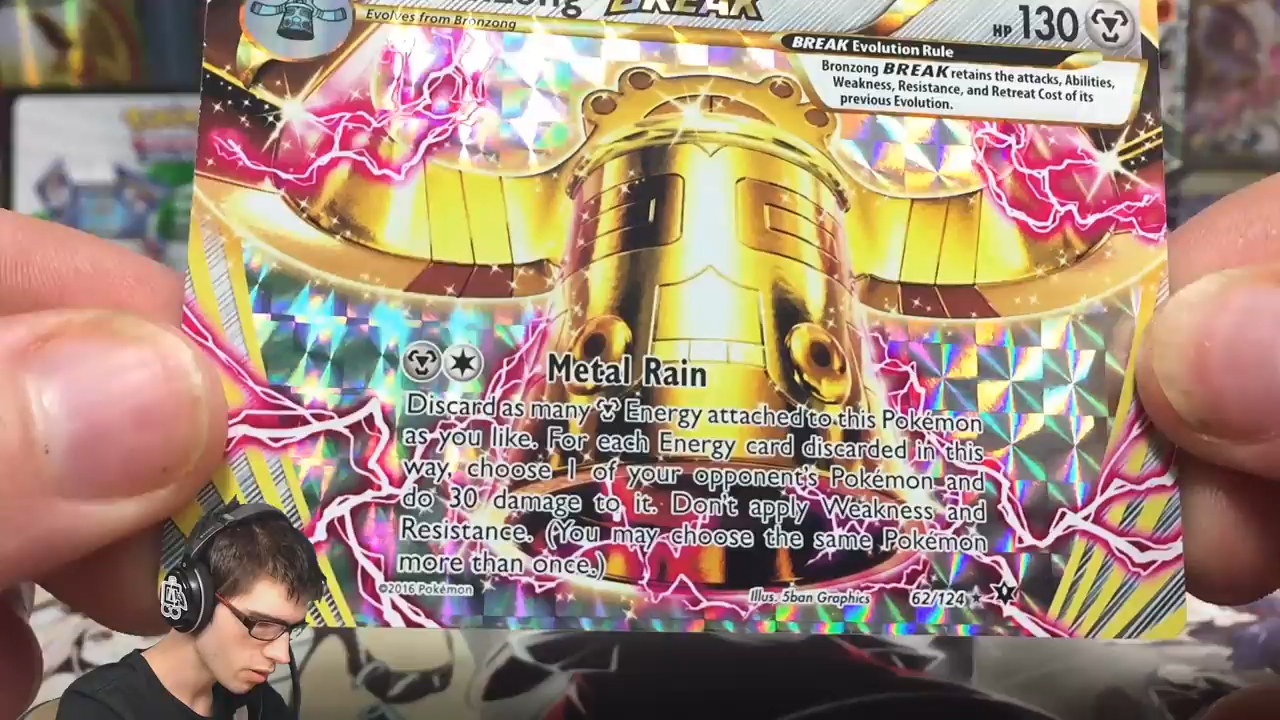 BREAK
Evolves from Bronzong
HP 130
BREAK Evolution Rule
Bronzong BREAK retains the attacks, Abilities,
Weakness, Resistance, and Retreat Cost of its
previous Evolution.
Metal Rain
Discard as many Energy attached to this Pokémon
as you like. For each Energy card discarded in this
way, choose 1 of your opponent's Pokémon and
do 30 damage to it. Don't apply Weakness and
Resistance. (You may choose the same Pokémon
more than once.)
©2016 Pokémon
Illus. 5ban Graphics
62/124